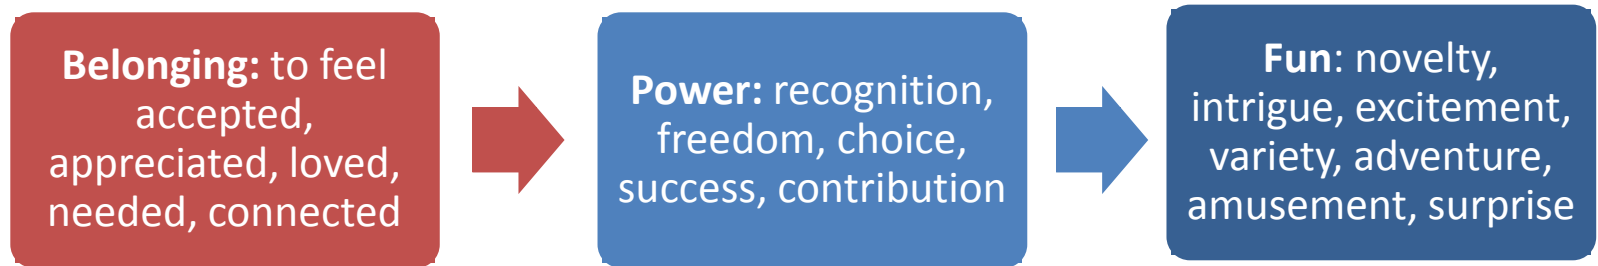 Belonging: to feel
accepted,
appreciated, loved,
needed, connected
Power: recognition,
freedom, choice,
success, contribution
Fun: novelty,
intrigue, excitement,
variety, adventure,
amusement, surprise